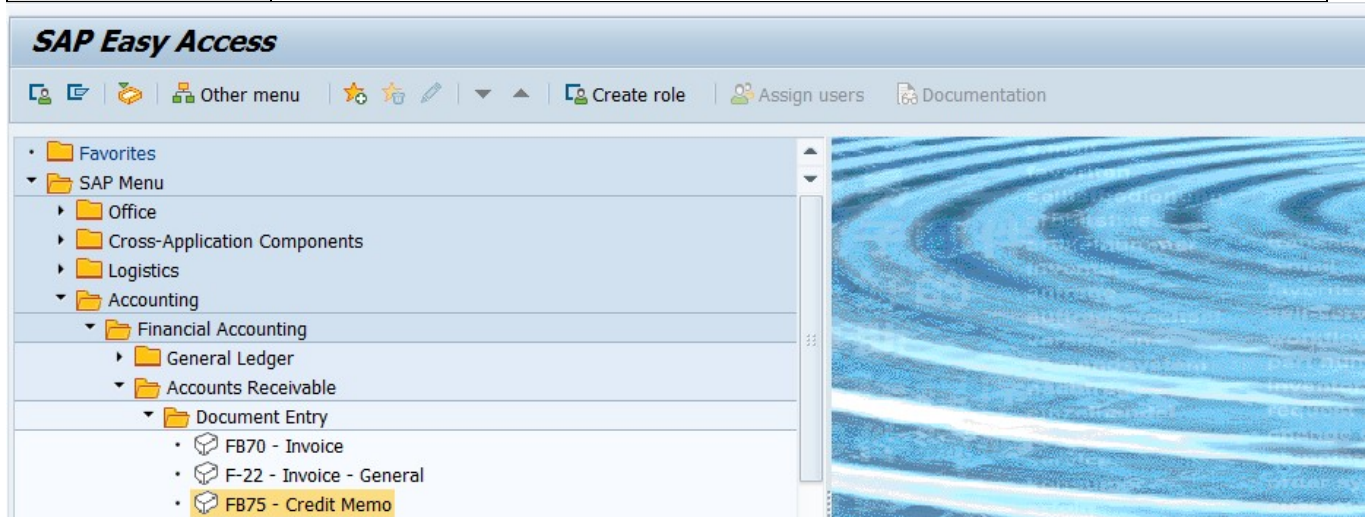 SAP Easy Access
Other menu Create role Assign users Documentation
Favorites
SAP Menu
Office
Cross-Application Components
Logistics
Accounting
Financial Accounting
General Ledger
Accounts Receivable
Document Entry
FB70 - Invoice
F-22 - Invoice - General
FB75 - Credit Memo